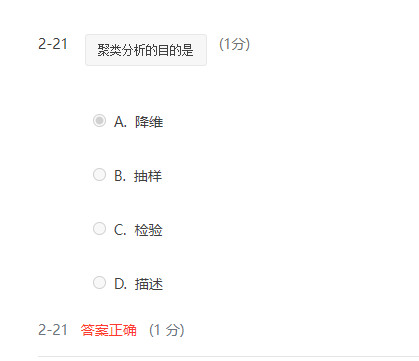 2-21 聚类分析的目的是 (1分)
A. 降维
B. 抽样
C. 检验
D. 描述
2-21 答案正确 (1 分)